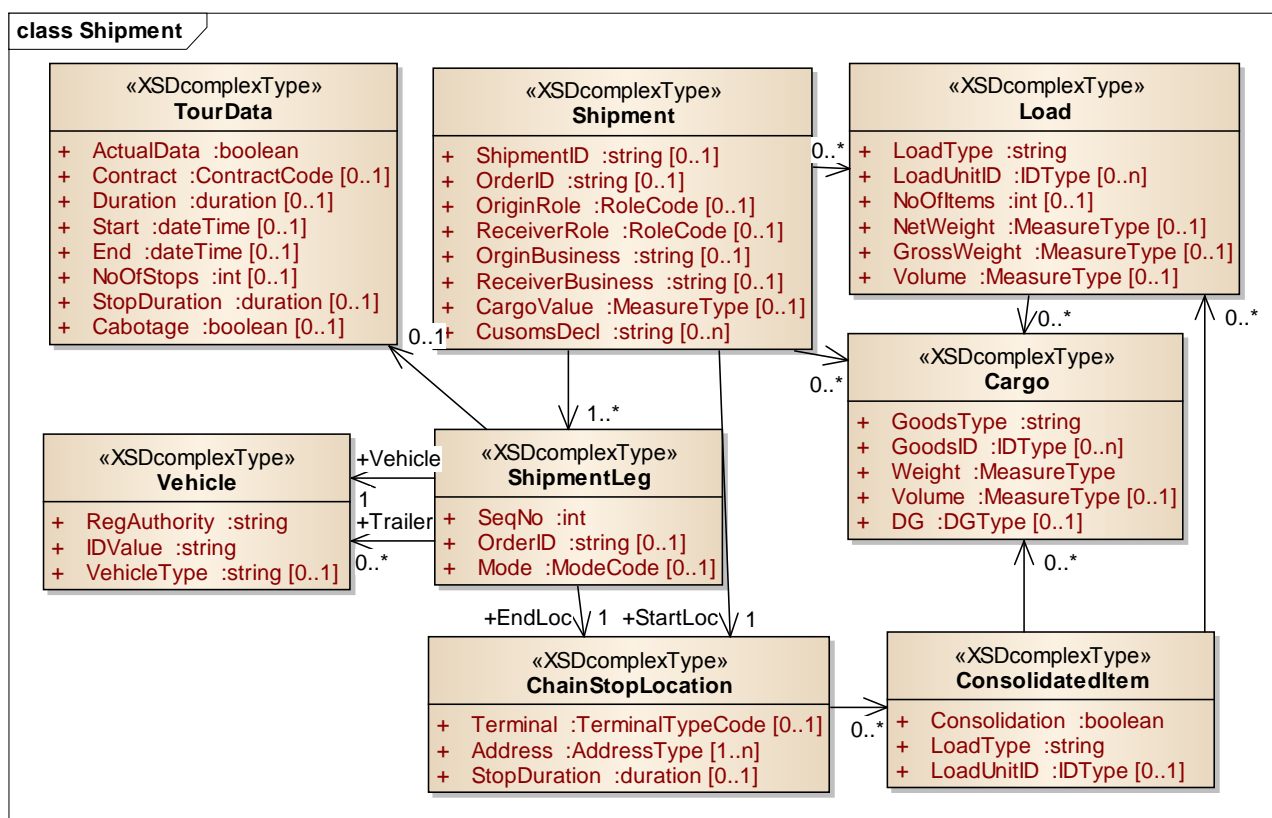 class Shipment
«XSDcomplexType»
TourData
+ ActualData :boolean
+ Contract :ContractCode [0..1]
+ Duration :duration [0..1]
+ Start :dateTime [0..1]
+ End :dateTime [0..1]
+ NoOfStops :int [0..1]
+ StopDuration :duration [0..1]
+ Cabotage :boolean [0..1]
«XSDcomplexType»
Shipment
+ ShipmentID :string [0..1]
+ OrderID :string [0..1]
+ OriginRole :RoleCode [0..1]
+ ReceiverRole :RoleCode [0..1]
+ OrginBusiness :string [0..1]
+ ReceiverBusiness :string [0..1]
+ CargoValue :MeasureType [0..1]
+ CusomsDecl :string [0..n]
0..*
«XSDcomplexType»
Load
+ LoadType :string
+ LoadUnitID :IDType [0..n]
+ NoOfItems :int [0..1]
+ NetWeight :MeasureType [0..1]
+ GrossWeight :MeasureType [0..1]
+ Volume :MeasureType [0..1]
0..1
0..*
0..*
0..*
1..*
«XSDcomplexType»
Cargo
+ GoodsType :string
+ GoodsID :IDType [0..n]
+ Weight :MeasureType
+ Volume :MeasureType [0..1]
+ DG :DGType [0..1]
0..*
«XSDcomplexType»
Vehicle
+ RegAuthority :string
+ IDValue :string
+ VehicleType :string [0..1]
+Vehicle
1
+Trailer
0..*
«XSDcomplexType»
ShipmentLeg
+ SeqNo :int
+ OrderID :string [0..1]
+ Mode :ModeCode [0..1]
+EndLoc
1
+StartLoc
1
«XSDcomplexType»
ChainStopLocation
+ Terminal :TerminalTypeCode [0..1]
+ Address :AddressType [1..n]
+ StopDuration :duration [0..1]
0..*
«XSDcomplexType»
ConsolidatedItem
+ Consolidation :boolean
+ LoadType :string
+ LoadUnitID :IDType [0..1]